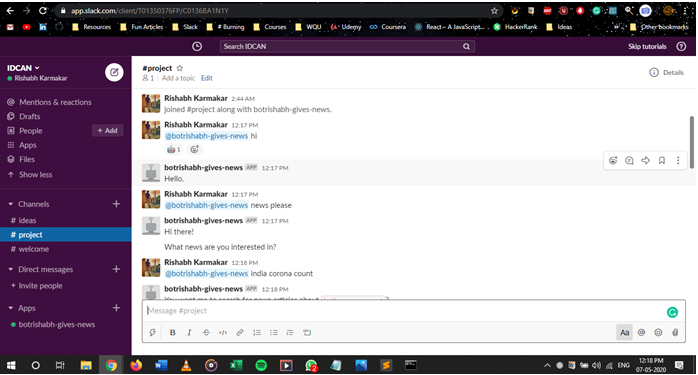 app.slack.com/client/T01350376FP/C0136BA1N1Y
Resources
Fun Articles
Slack
# Burning
Courses
WQU
Udemy
Coursera
React – A JavaScript...
HackerRank
Ideas
Other bookmarks
Search IDCAN
Skip tutorials
IDCAN
Rishabh Karmakar
Mentions & reactions
Drafts
People
+ Add
Apps
Files
Show less
Channels
# ideas
# project
# welcome
Direct messages
+ Invite people
Apps
botrishabh-gives-news
#project
1 | Add a topic Edit
Details
Rishabh Karmakar 2:44 AM
joined #project along with botrishabh-gives-news.
Rishabh Karmakar 12:17 PM
@botrishabh-gives-news hi
1
botrishabh-gives-news APP 12:17 PM
Hello.
Rishabh Karmakar 12:17 PM
@botrishabh-gives-news news please
botrishabh-gives-news APP 12:17 PM
Hi there!
What news are you interested in?
Rishabh Karmakar 12:18 PM
@botrishabh-gives-news india corona count
botrishabh-gives-news APP 12:18 PM
You want me to search for news articles about
Message #project
B I S
Aa @
ENG
12:18 PM
07-05-2020